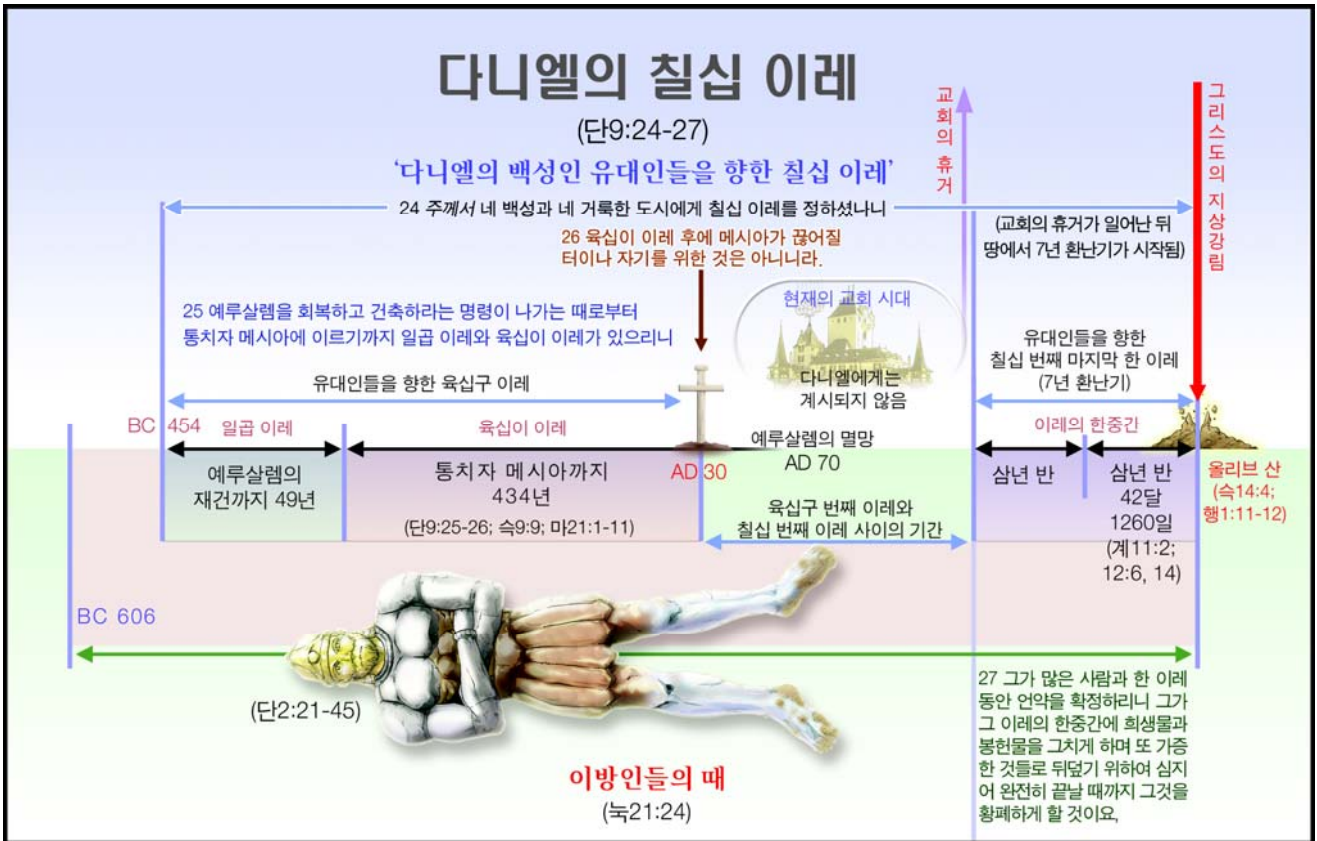 다니엘의 칠십 이레
(단9:24-27)
‘다니엘의 백성인 유대인들을 향한 칠십 이레’
24 주께서 네 백성과 네 거룩한 도시에게 칠십 이레를 정하셨나니
교회의 휴거
그리스도의 지상강림
(교회의 휴거가 일어난 뒤
땅에서 7년 환난기가 시작됨)
26 육십이 이레 후에 메시아가 끊어질
터이나 자기를 위한 것은 아니니라.
25 예루살렘을 회복하고 건축하라는 명령이 나가는 때로부터
통치자 메시아에 이르기까지 일곱 이레와 육십이 이레가 있으리니
현재의 교회 시대
다니엘에게는
계시되지 않음
유대인들을 향한
칠십 번째 마지막 한 이레
(7년 환난기)
유대인들을 향한 육십구 이레
BC 454
일곱 이레
육십이 이레
이레의 한중간
예루살렘의
재건까지 49년
통치자 메시아까지
434년
(단9:25-26; 슥9:9; 마21:1-11)
AD 30
예루살렘의 멸망
AD 70
육십구 번째 이레와
칠십 번째 이레 사이의 기간
삼년 반
삼년 반
42달
1260일
(계11:2;
12:6, 14)
올리브 산
(슥14:4;
행1:11-12)
BC 606
(단2:21-45)
이방인들의 때
(눅21:24)
27 그가 많은 사람과 한 이레
동안 언약을 확정하리니 그가
그 이레의 한중간에 희생물과
봉헌물을 그치게 하며 또 가증
한 것들로 뒤덮기 위하여 심지
어 완전히 끝날 때까지 그것을
황폐하게 할 것이요,